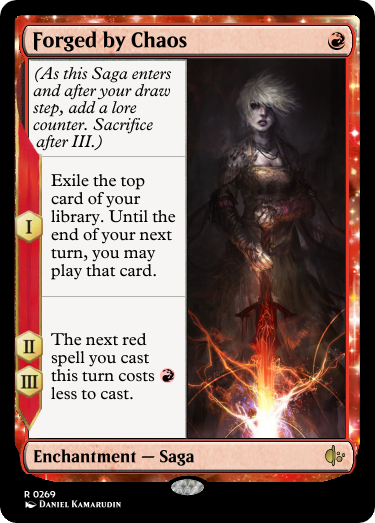 Forged by Chaos
(As this Saga enters
and after your draw
step, add a lore
counter. Sacrifice
after III.)
I
Exile the top
card of your
library. Until the
end of your next
turn, you may
play that card.
II
III
The next red
spell you cast
this turn costs
less to cast.
Enchantment — Saga
R 0269
Daniel Kamarudin